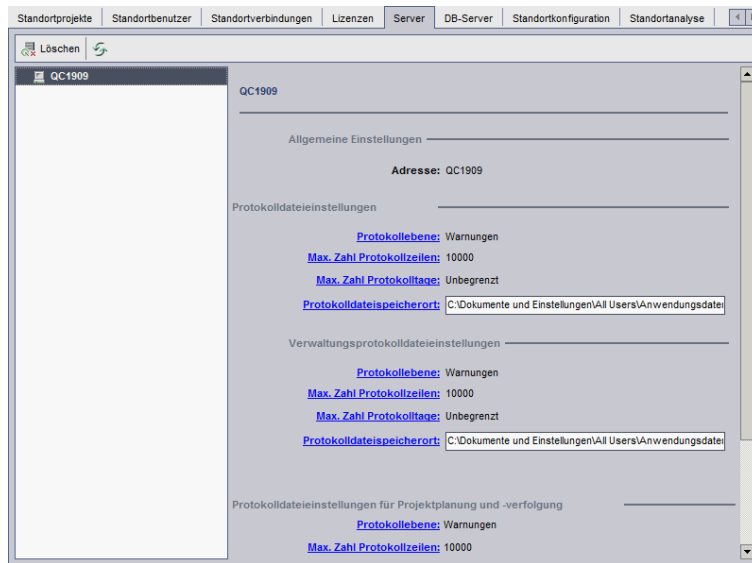 Standortprojekte Standortbenutzer Standortverbindungen Lizenzen Server DB-Server Standortkonfiguration Standortanalyse
Löschen
QC1909
QC1909
Allgemeine Einstellungen
Adresse: QC1909
Protokolldateieinstellungen
Protokollebene: Warnungen
Max. Zahl Protokollzeilen: 10000
Max. Zahl Protokolltage: Unbegrenzt
Protokolldateispeicherort: C:\Dokumente und Einstellungen\All Users\Anwendungsdatei
Verwaltungsprotokolldateieinstellungen
Protokollebene: Warnungen
Max. Zahl Protokollzeilen: 10000
Max. Zahl Protokolltage: Unbegrenzt
Protokolldateispeicherort: C:\Dokumente und Einstellungen\All Users\Anwendungsdatei
Protokolldateieinstellungen für Projektplanung und -verfolgung
Protokollebene: Warnungen
Max. Zahl Protokollzeilen: 10000